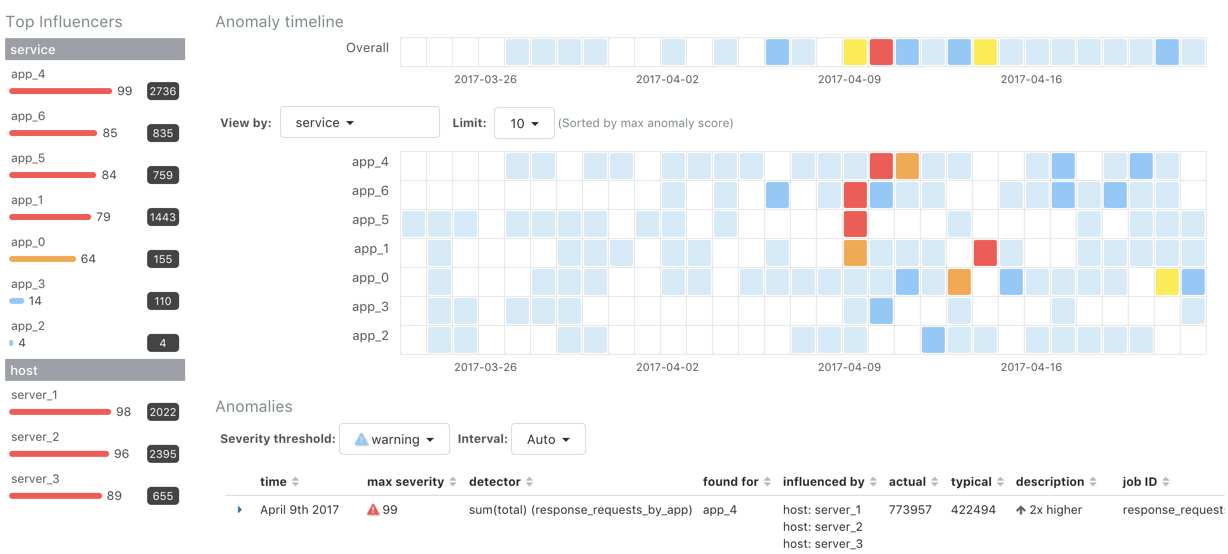 Top Influencers
service
app_4
99 2736
app_6
85 835
app_5
84 759
app_1
79 1443
app_0
64 155
app_3
14 110
app_2
4 4
host
server_1
98 2022
server_2
96 2395
server_3
89 655
Anomaly timeline
Overall
2017-03-26 2017-04-02 2017-04-09 2017-04-16
View by: service Limit: 10 (Sorted by max anomaly score)
app_4
app_6
app_5
app_1
app_0
app_3
app_2
2017-03-26 2017-04-02 2017-04-09 2017-04-16
Anomalies
Severity threshold: warning Interval: Auto
time max severity detector found for influenced by actual typical description job ID
April 9th 2017 99 sum(total) (response_requests_by_app) app_4 host: server_1 773957 422494 2x higher response_request
host: server_2
host: server_3